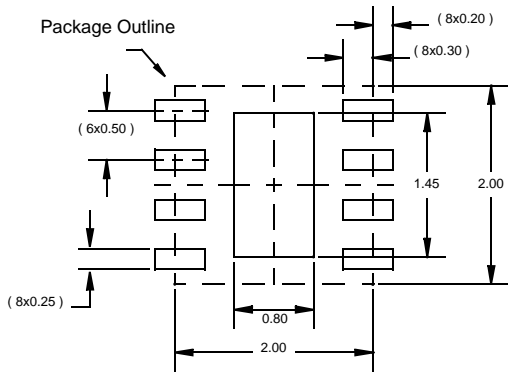 ( 8x0.20 )
Package Outline
( 8x0.30 )
( 6x0.50 )
1.45
2.00
( 8x0.25 )
0.80
2.00